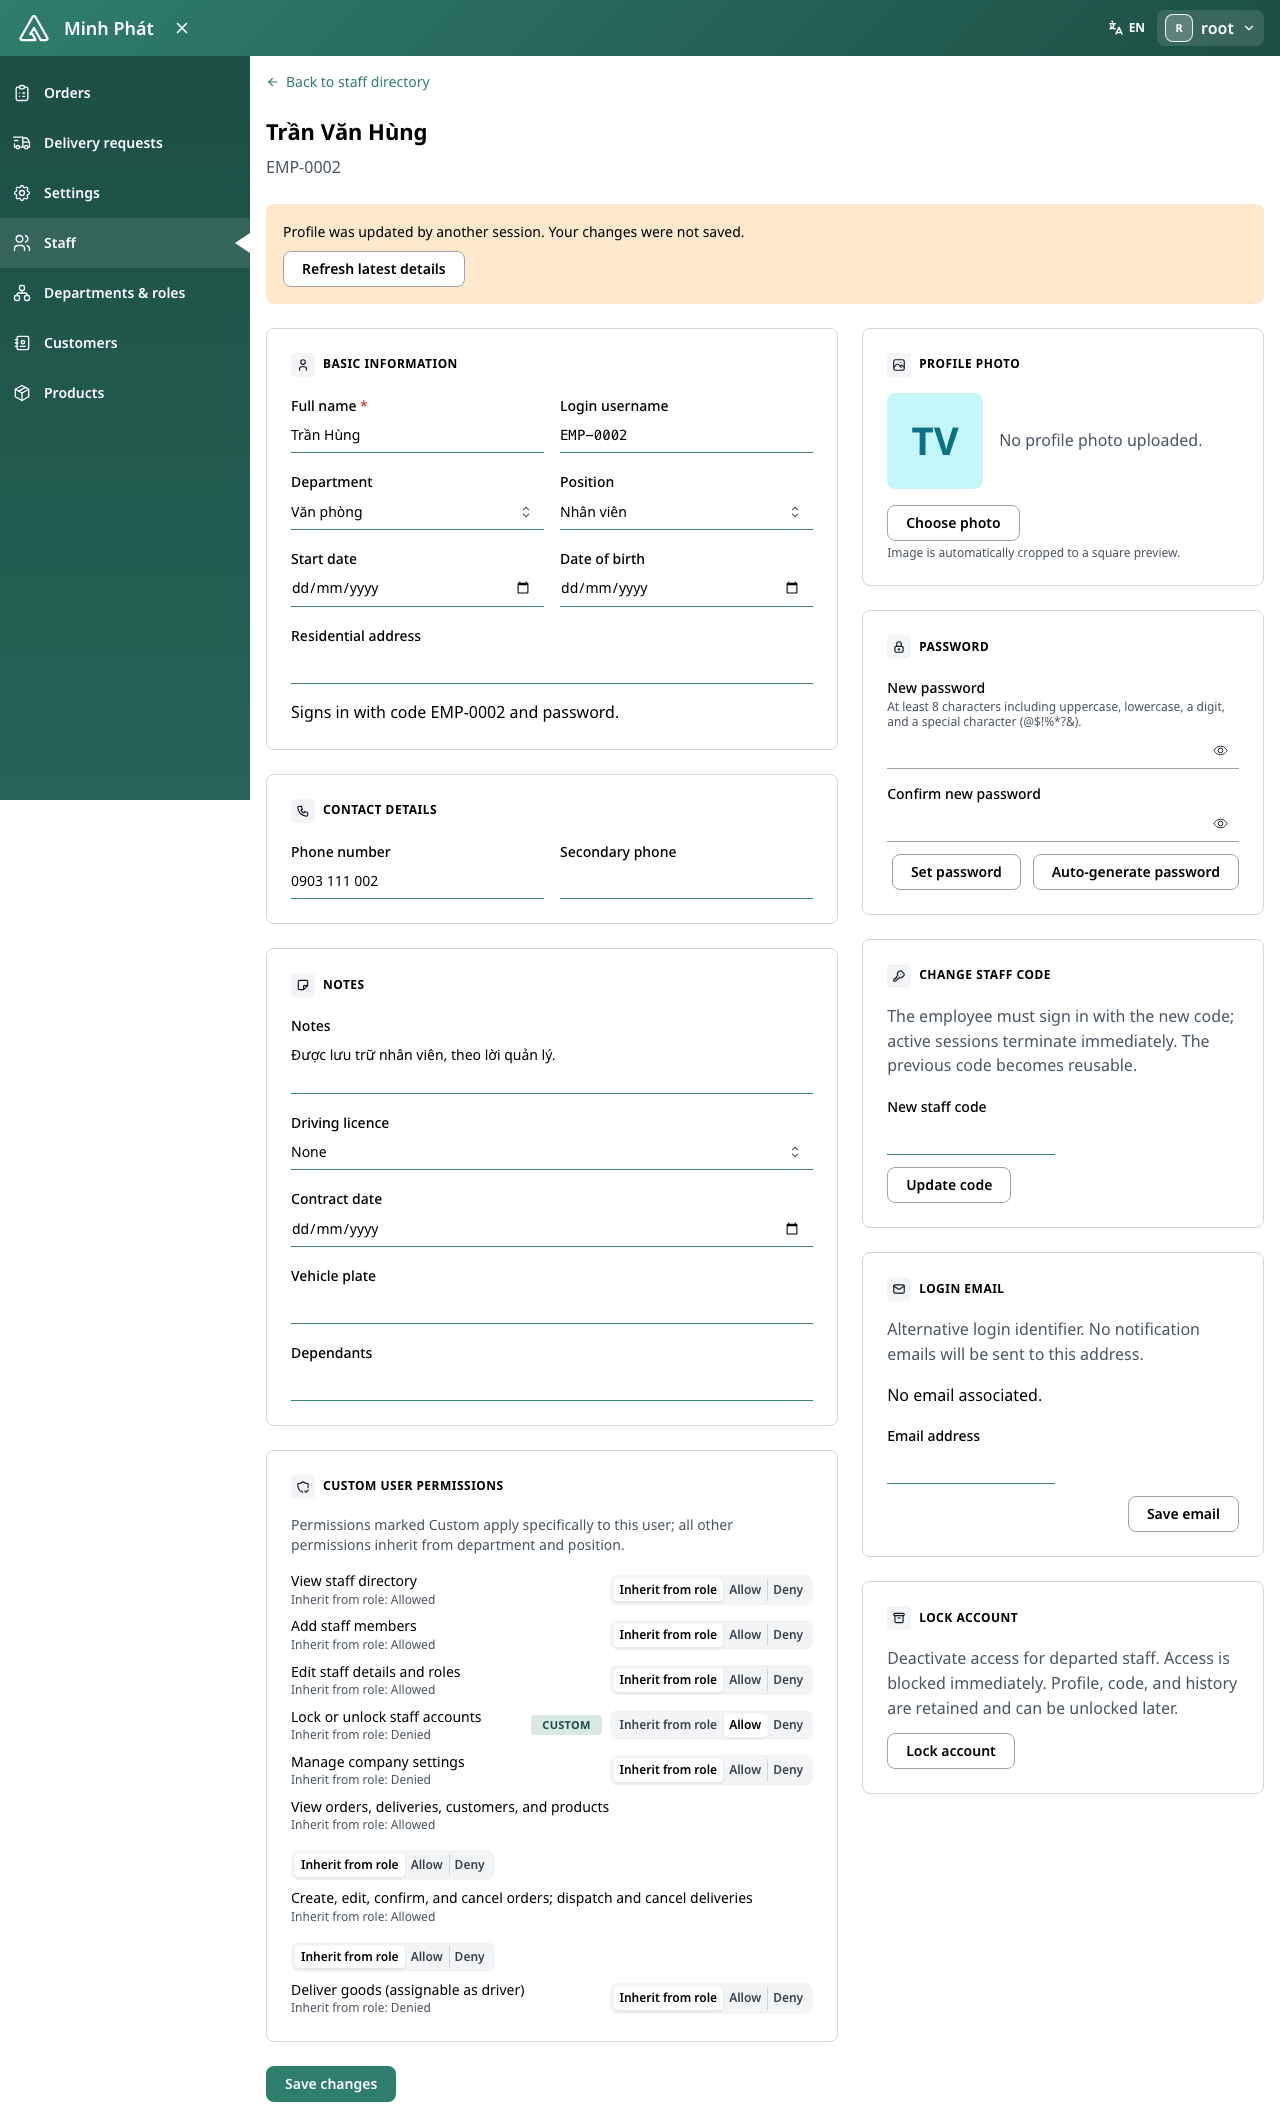 Minh Phát
EN
R
root
Orders
Delivery requests
Settings
Staff
Departments & roles
Customers
Products
Back to staff directory
Trần Văn Hùng
EMP-0002
Profile was updated by another session. Your changes were not saved.
Refresh latest details
BASIC INFORMATION
Full name *
Login username
Trần Hùng
EMP-0002
Department
Position
Văn phòng
Nhân viên
Start date
Date of birth
dd/mm/yyyy
dd/mm/yyyy
Residential address
Signs in with code EMP-0002 and password.
CONTACT DETAILS
Phone number
Secondary phone
0903 111 002
NOTES
Notes
Được lưu trữ nhân viên, theo lời quản lý.
Driving licence
None
Contract date
dd/mm/yyyy
Vehicle plate
Dependants
CUSTOM USER PERMISSIONS
Permissions marked Custom apply specifically to this user; all other
permissions inherit from department and position.
View staff directory
Inherit from role: Allowed
Inherit from role Allow Deny
Add staff members
Inherit from role: Allowed
Inherit from role Allow Deny
Edit staff details and roles
Inherit from role: Allowed
Inherit from role Allow Deny
Lock or unlock staff accounts
Inherit from role: Denied
CUSTOM
Inherit from role Allow Deny
Manage company settings
Inherit from role: Denied
Inherit from role Allow Deny
View orders, deliveries, customers, and products
Inherit from role: Allowed
Inherit from role Allow Deny
Create, edit, confirm, and cancel orders; dispatch and cancel deliveries
Inherit from role: Allowed
Inherit from role Allow Deny
Deliver goods (assignable as driver)
Inherit from role: Denied
Inherit from role Allow Deny
Save changes
PROFILE PHOTO
TV
No profile photo uploaded.
Choose photo
Image is automatically cropped to a square preview.
PASSWORD
New password
At least 8 characters including uppercase, lowercase, a digit,
and a special character (@$!%*?&).
Confirm new password
Set password
Auto-generate password
CHANGE STAFF CODE
The employee must sign in with the new code;
active sessions terminate immediately. The
previous code becomes reusable.
New staff code
Update code
LOGIN EMAIL
Alternative login identifier. No notification
emails will be sent to this address.
No email associated.
Email address
Save email
LOCK ACCOUNT
Deactivate access for departed staff. Access is
blocked immediately. Profile, code, and history
are retained and can be unlocked later.
Lock account